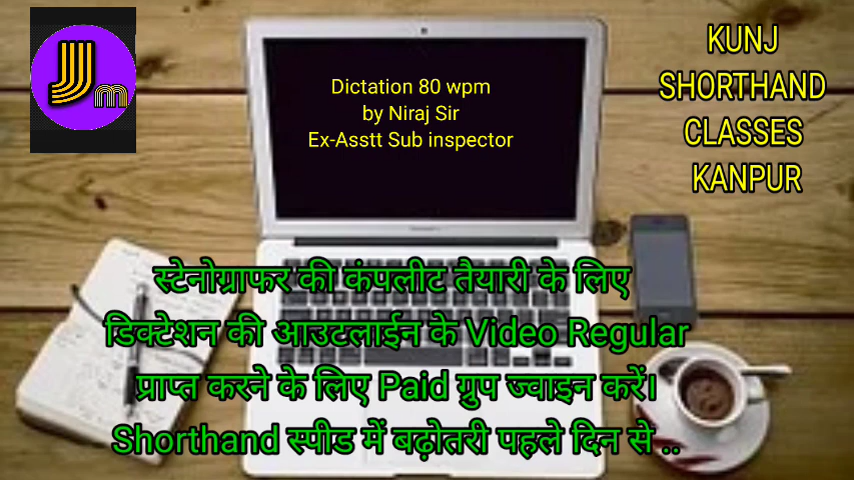 Jm
Dictation 80 wpm
by Niraj Sir
Ex-Asstt Sub inspector
KUNJ
SHORTHAND
CLASSES
KANPUR
स्टेनोग्राफर की कंपलीट तैयारी के लिए
डिक्टेशन की आउटलाईन के Video Regular
प्राप्त करने के लिए Paid ग्रुप ज्वाइन करें।
Shorthand स्पीड में बढ़ोतरी पहले दिन से ..